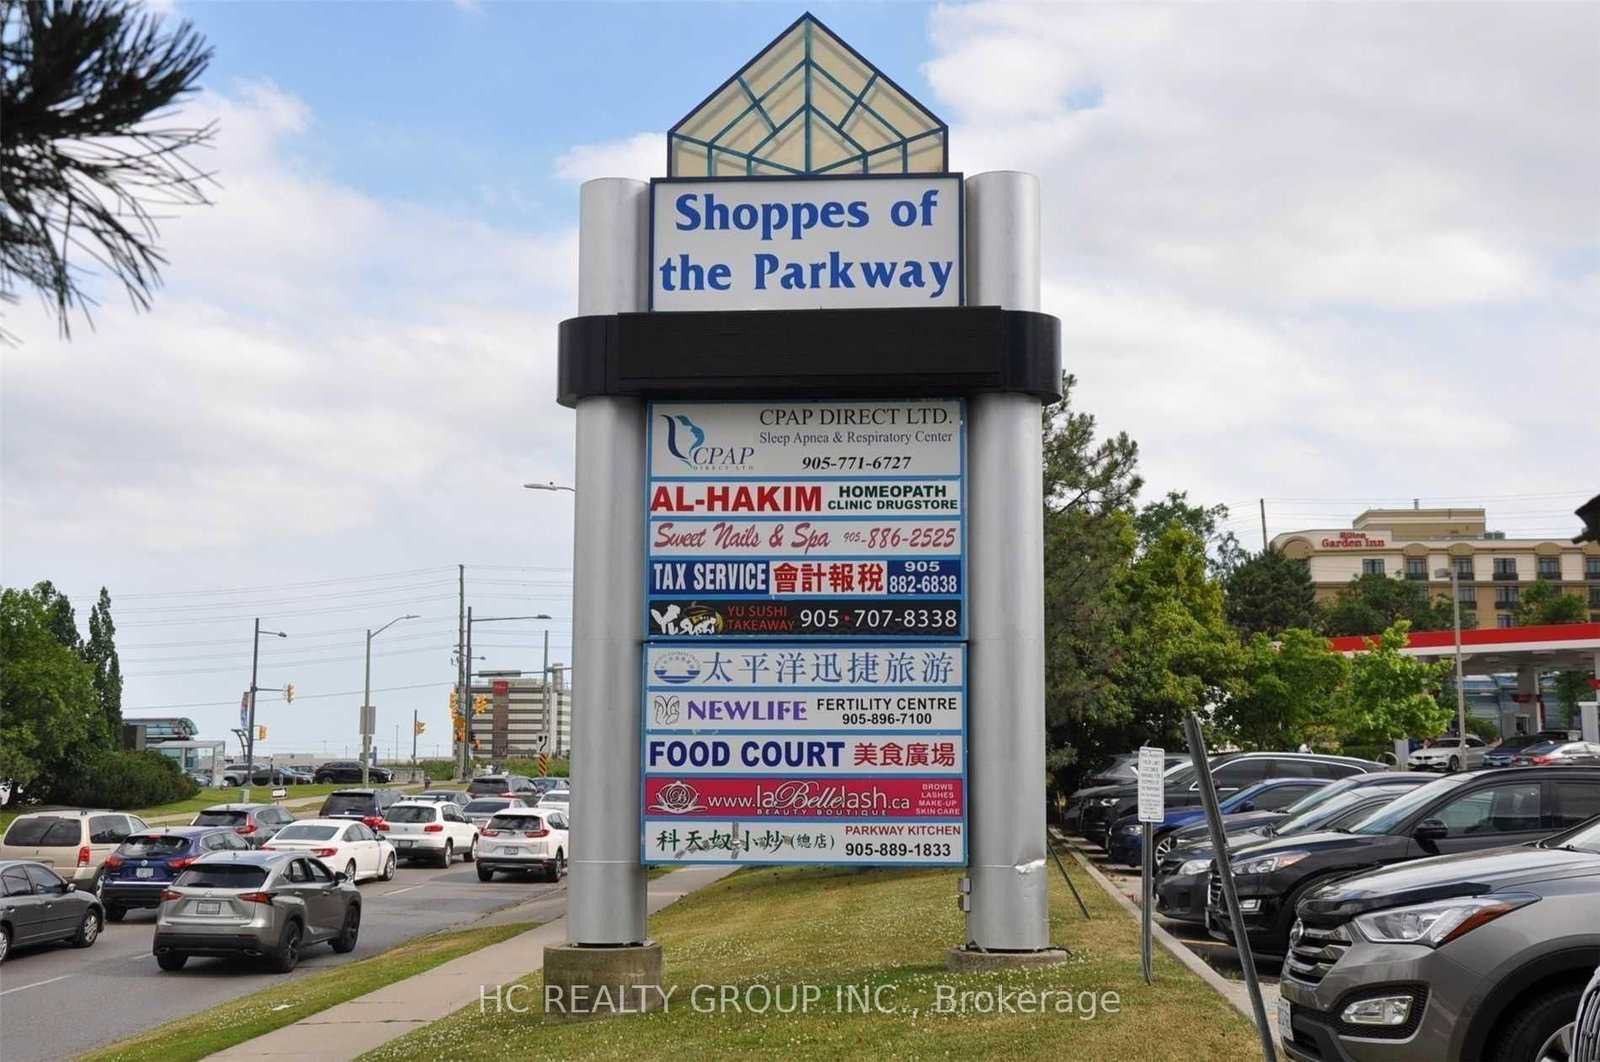 Shoppes of
the Parkway
CPAP DIRECT LTD.
Sleep Apnea & Respiratory Center
CPAP
DIRECT LTD
905-771-6727
AL-HAKIM HOMEOPATH
CLINIC DRUGSTORE
Sweet Nails & Spa 905-886-2525
TAX SERVICE 會計報稅 905
882-6838
YU SUSHI
TAKEAWAY 905·707-8338
太平洋迅捷旅游
NEWLIFE FERTILITY CENTRE
905-896-7100
FOOD COURT 美食廣場
www.laBellelash.ca
BEAUTY BOUTIQUE
BROWS
LASHES
MAKE-UP
SKIN CARE
科天奴小炒(總店) PARKWAY KITCHEN
905-889-1833
Hilton
Garden Inn
HC REALTY GROUP INC., Brokerage